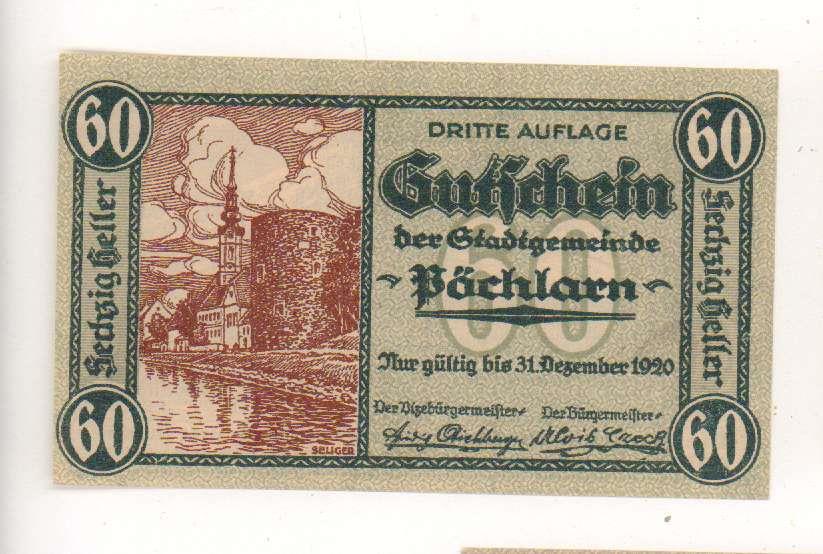 60
60
DRITTE AUFLAGE
Gutschein
der Stadtgemeinde
Pöchlarn
60
Nur gültig bis 31. Dezember 1920
Der Vizebürgermeister
Der Bürgermeister
Sechzig Heller
Sechzig Heller
SELIGER
60
60